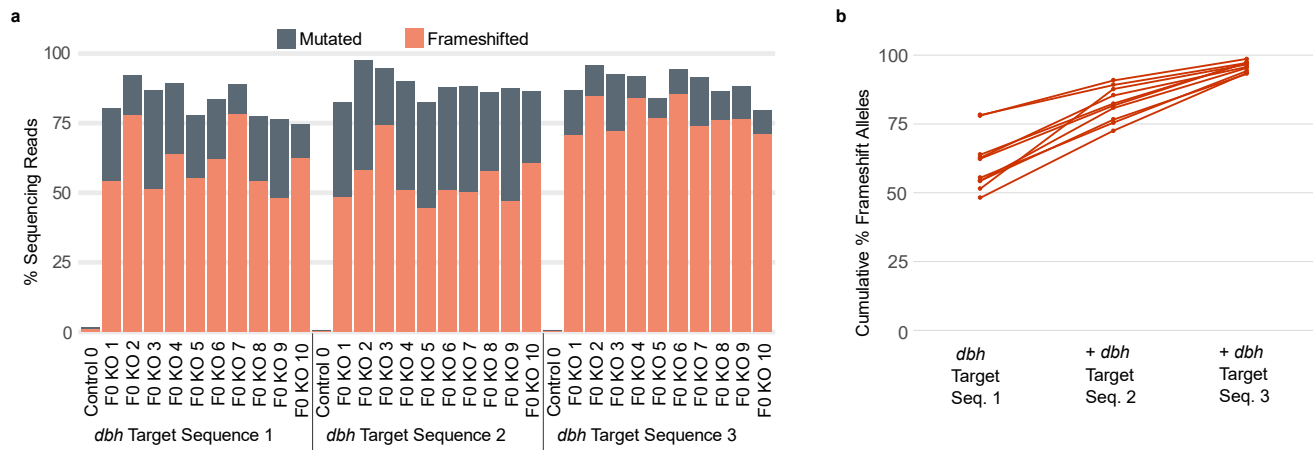 a
Mutated
Frameshifted
% Sequencing Reads
100
75
50
25
0
Control 0
F0 KO 1
F0 KO 2
F0 KO 3
F0 KO 4
F0 KO 5
F0 KO 6
F0 KO 7
F0 KO 8
F0 KO 9
F0 KO 10
Control 0
F0 KO 1
F0 KO 2
F0 KO 3
F0 KO 4
F0 KO 5
F0 KO 6
F0 KO 7
F0 KO 8
F0 KO 9
F0 KO 10
Control 0
F0 KO 1
F0 KO 2
F0 KO 3
F0 KO 4
F0 KO 5
F0 KO 6
F0 KO 7
F0 KO 8
F0 KO 9
F0 KO 10
dbh Target Sequence 1
dbh Target Sequence 2
dbh Target Sequence 3
b
Cumulative % Frameshift Alleles
100
75
50
25
0
dbh
Target
Seq. 1
+ dbh
Target
Seq. 2
+ dbh
Target
Seq. 3